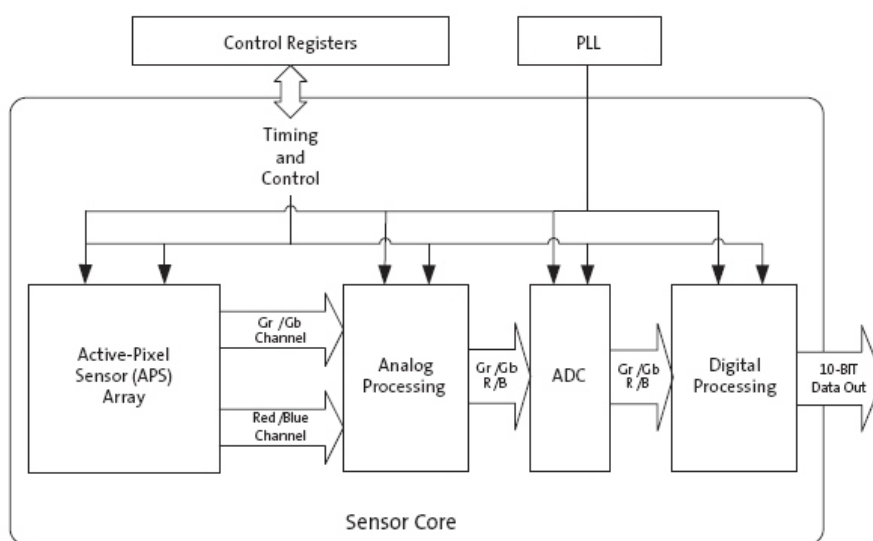 Control Registers
PLL
Timing
and
Control
Active-Pixel
Sensor (APS)
Array
Gr /Gb
Channel
Red /Blue
Channel
Analog
Processing
Gr /Gb
R /B
ADC
Gr /Gb
R /B
Digital
Processing
10-BIT
Data Out
Sensor Core